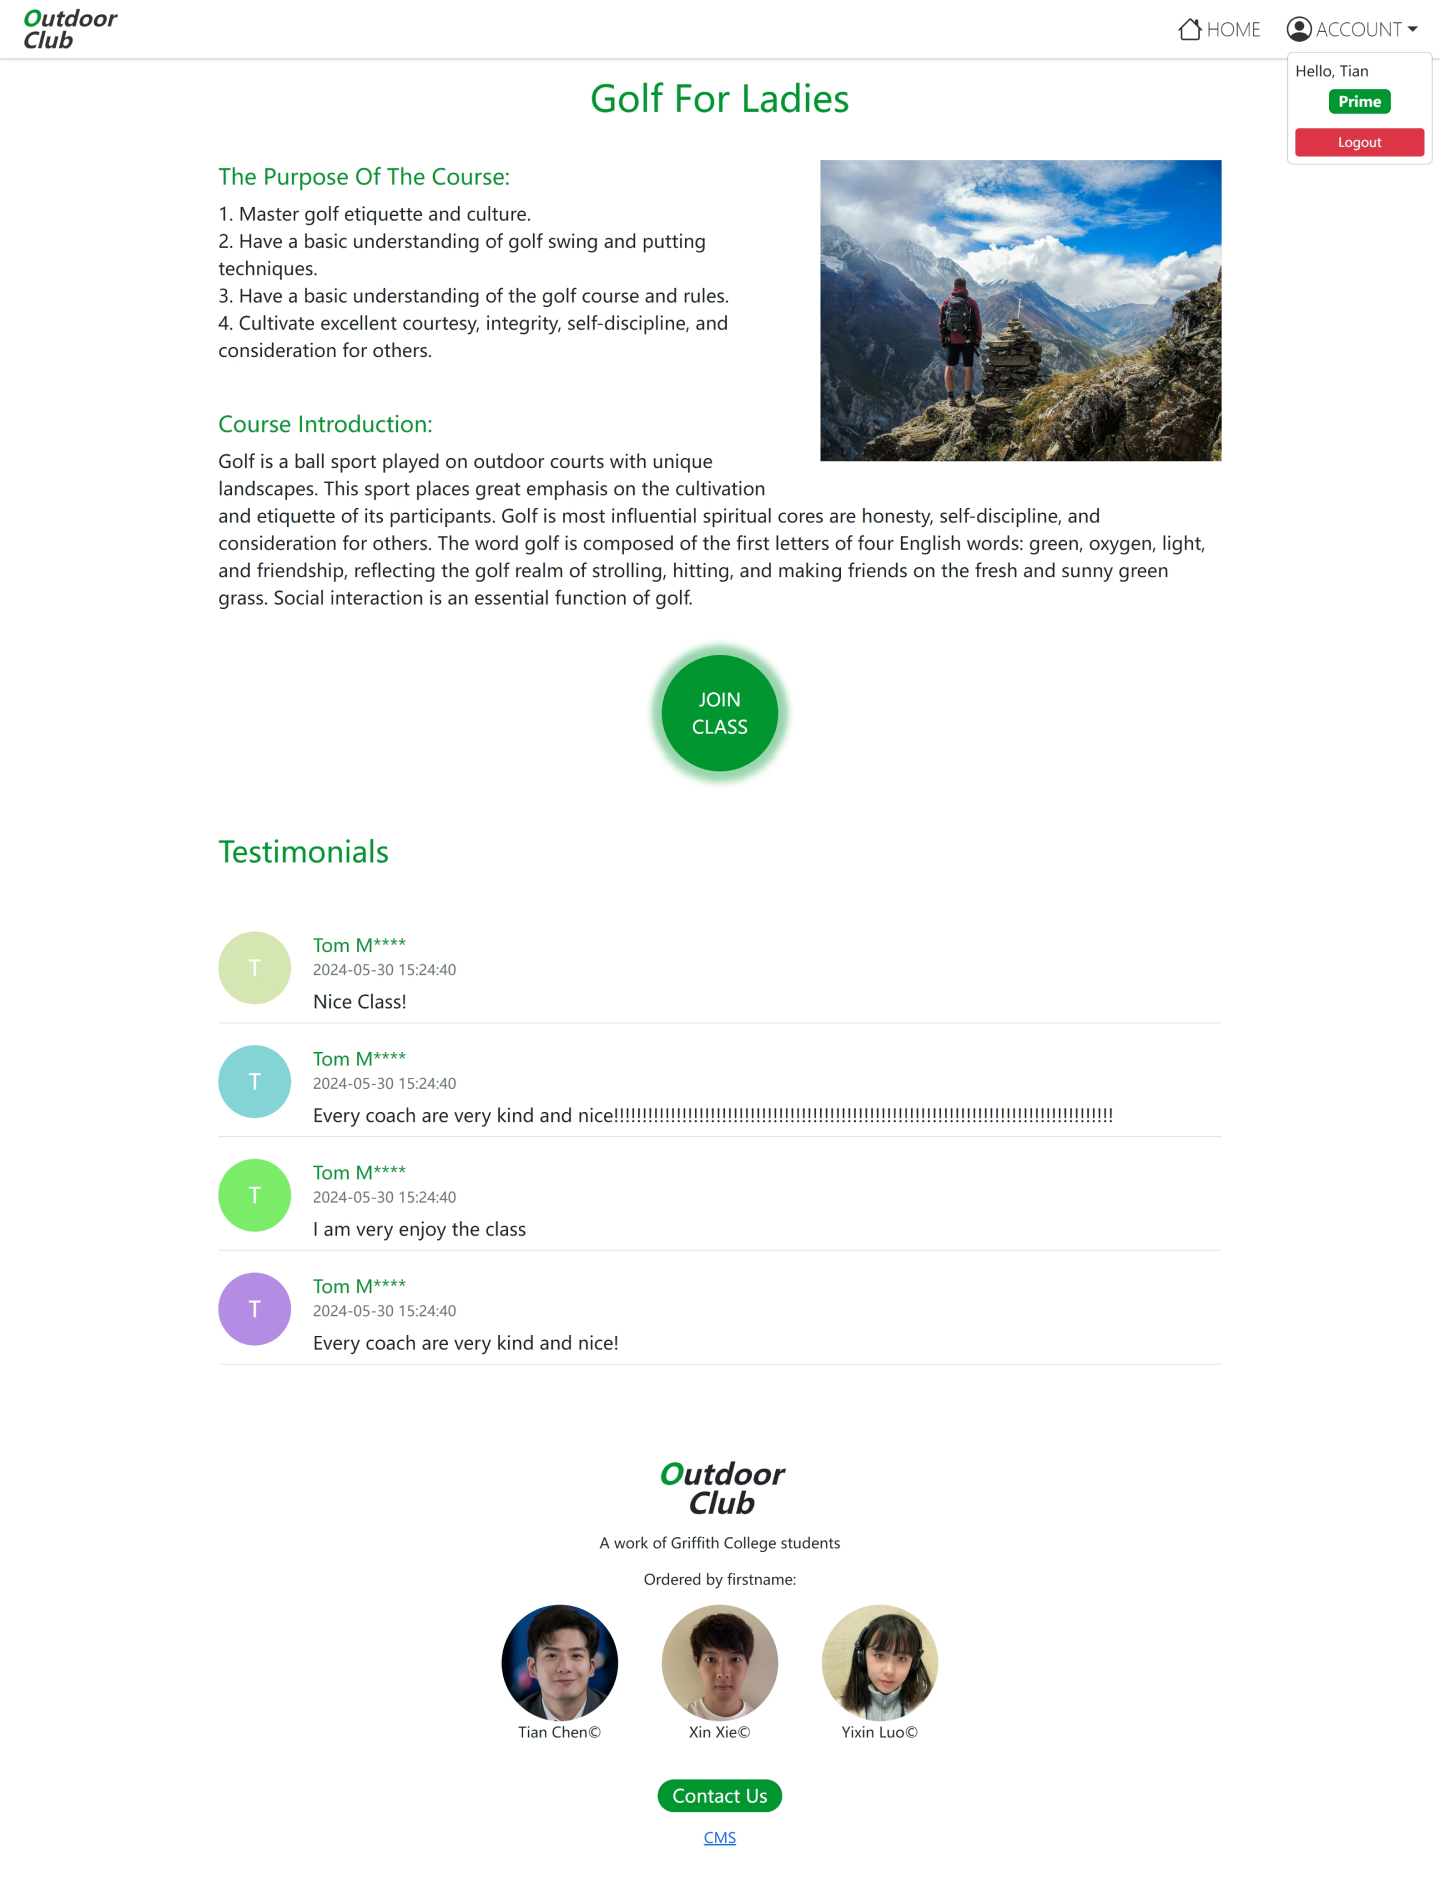 Outdoor
Club
HOME
ACCOUNT
Hello, Tian
Prime
Logout
Golf For Ladies
The Purpose Of The Course:
1. Master golf etiquette and culture.
2. Have a basic understanding of golf swing and putting
techniques.
3. Have a basic understanding of the golf course and rules.
4. Cultivate excellent courtesy, integrity, self-discipline, and
consideration for others.
Course Introduction:
Golf is a ball sport played on outdoor courts with unique
landscapes. This sport places great emphasis on the cultivation
and etiquette of its participants. Golf is most influential spiritual cores are honesty, self-discipline, and
consideration for others. The word golf is composed of the first letters of four English words: green, oxygen, light,
and friendship, reflecting the golf realm of strolling, hitting, and making friends on the fresh and sunny green
grass. Social interaction is an essential function of golf.
JOIN
CLASS
Testimonials
T
Tom M****
2024-05-30 15:24:40
Nice Class!
T
Tom M****
2024-05-30 15:24:40
Every coach are very kind and nice!!!!!!!!!!!!!!!!!!!!!!!!!!!!!!!!!!!!!!!!!!!!!!!!!!!!!!!!!!!!!!!!!!!!!!!!!!!!!!!!!!!!!!!!
T
Tom M****
2024-05-30 15:24:40
I am very enjoy the class
T
Tom M****
2024-05-30 15:24:40
Every coach are very kind and nice!
Outdoor
Club
A work of Griffith College students
Ordered by firstname:
Tian Chen©
Xin Xie©
Yixin Luo©
Contact Us
CMS